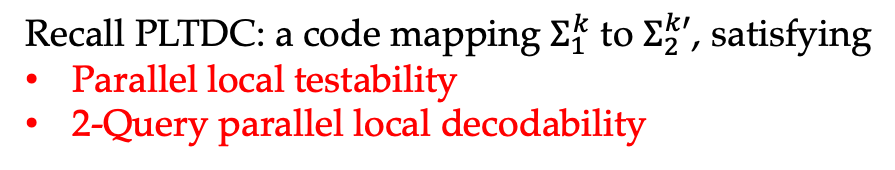 Recall PLTDC: a code mapping Σ₁ᵏ to Σ₂ᵏ′, satisfying
• Parallel local testability
• 2-Query parallel local decodability